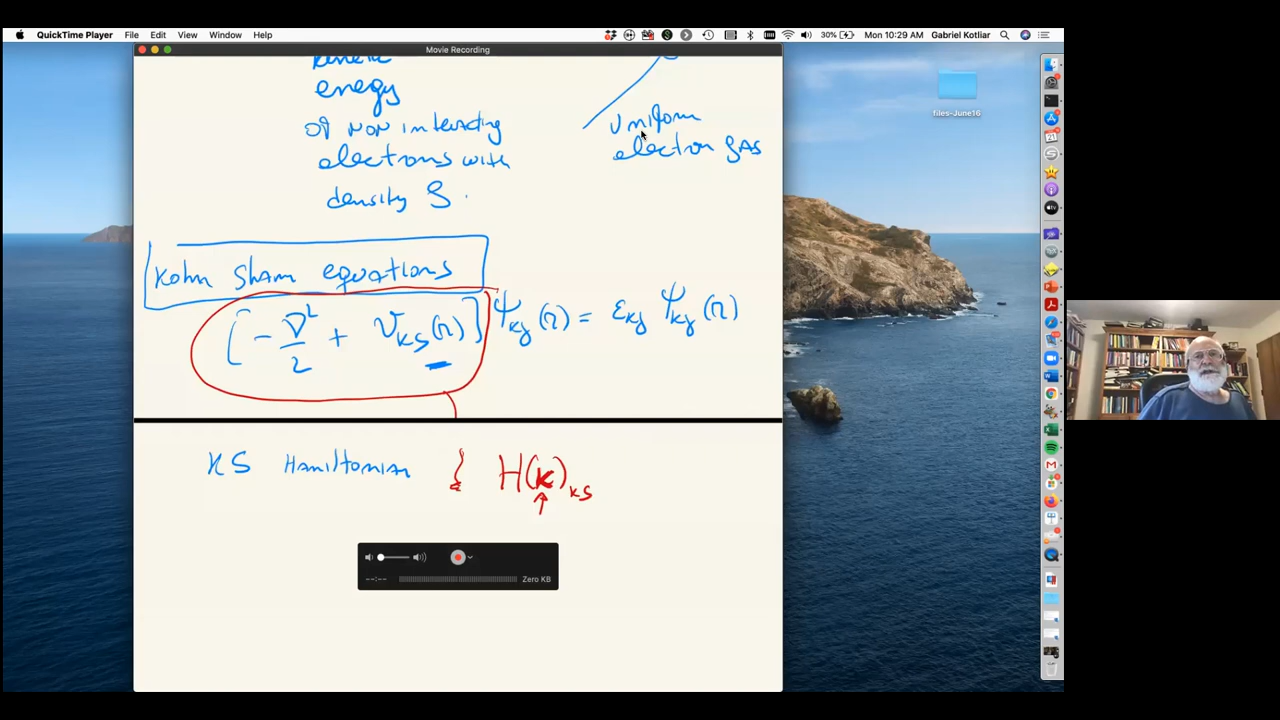 QuickTime Player File Edit View Window Help 30% Mon 10:29 AM Gabriel Kotliar
Movie Recording
files-June16
energy
of non interacting
electrons with
density ρ.
Uniform
electron gas
Kohn Sham equations
[-∇²/2 + V_KS(r)] ψ_kj(r) = ε_kj ψ_kj(r)
KS Hamiltonian { H(k)_KS
--:-- Zero KB